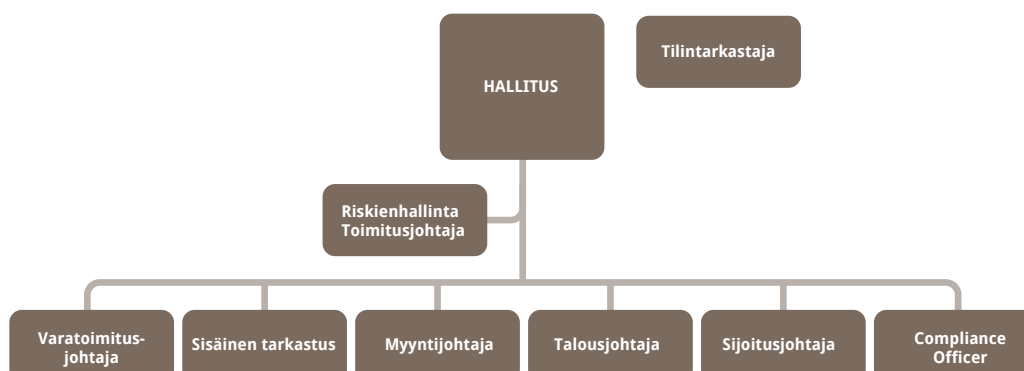 HALLITUS
Tilintarkastaja
Riskienhallinta
Toimitusjohtaja
Varatoimitus-
johtaja
Sisäinen tarkastus
Myyntijohtaja
Talousjohtaja
Sijoitusjohtaja
Compliance
Officer